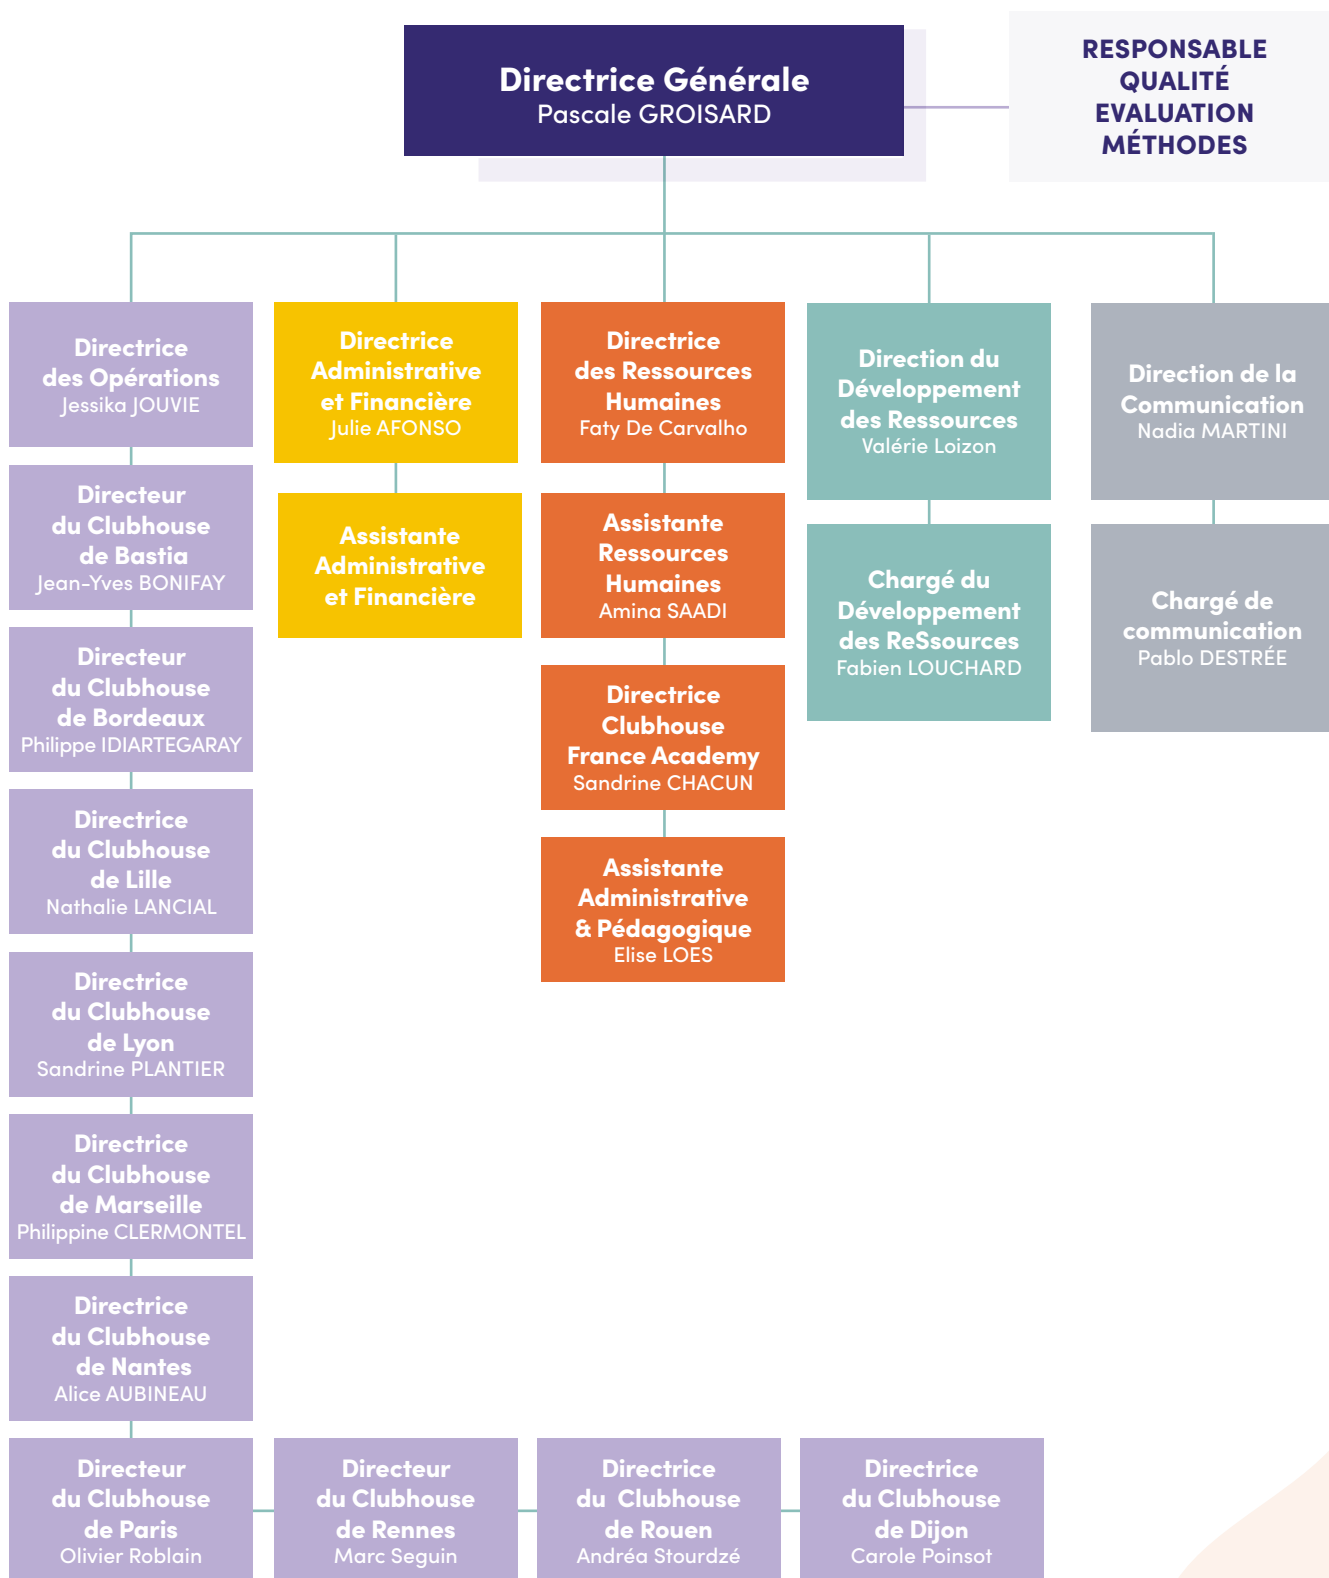 Directrice Générale
Pascale GROISARD
RESPONSABLE
QUALITÉ
EVALUATION
MÉTHODES
Directrice
des Opérations
Jessika JOUVIE
Directeur
du Clubhouse
de Bastia
Jean-Yves BONIFAY
Directeur
du Clubhouse
de Bordeaux
Philippe IDIARTEGARAY
Directrice
du Clubhouse
de Lille
Nathalie LANCIAL
Directrice
du Clubhouse
de Lyon
Sandrine PLANTIER
Directrice
du Clubhouse
de Marseille
Philippine CLERMONTEL
Directrice
du Clubhouse
de Nantes
Alice AUBINEAU
Directeur
du Clubhouse
de Paris
Olivier Roblain
Directeur
du Clubhouse
de Rennes
Marc Seguin
Directrice
du  Clubhouse
de Rouen
Andréa Stourdzé
Directrice
du Clubhouse
de Dijon
Carole Poinsot
Directrice
Administrative
et Financière
Julie AFONSO
Assistante
Administrative
et Financière
Directrice
des Ressources
Humaines
Faty De Carvalho
Assistante
Ressources
Humaines
Amina SAADI
Directrice
Clubhouse
France Academy
Sandrine CHACUN
Assistante
Administrative
& Pédagogique
Elise LOES
Direction du
Développement
des Ressources
Valérie Loizon
Chargé du
Développement
des ReSsources
Fabien LOUCHARD
Direction de la
Communication
Nadia MARTINI
Chargé de
communication
Pablo DESTRÉE